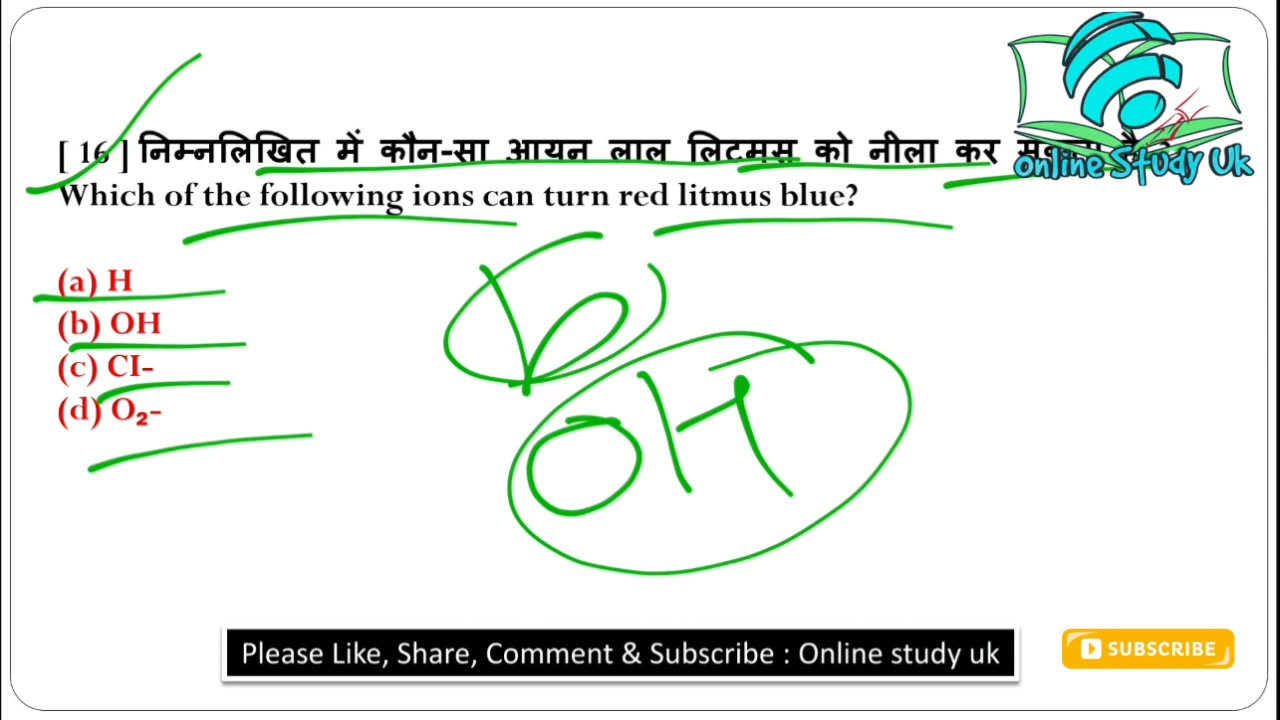 [ 16 ] निम्नलिखित में कौन-सा आयन लाल लिटमस को नीला कर
Which of the following ions can turn red litmus blue?
(a) H
(b) OH
(c) CI-
(d) O₂-
b
OH
online Study Uk
Please Like, Share, Comment & Subscribe : Online study uk
SUBSCRIBE